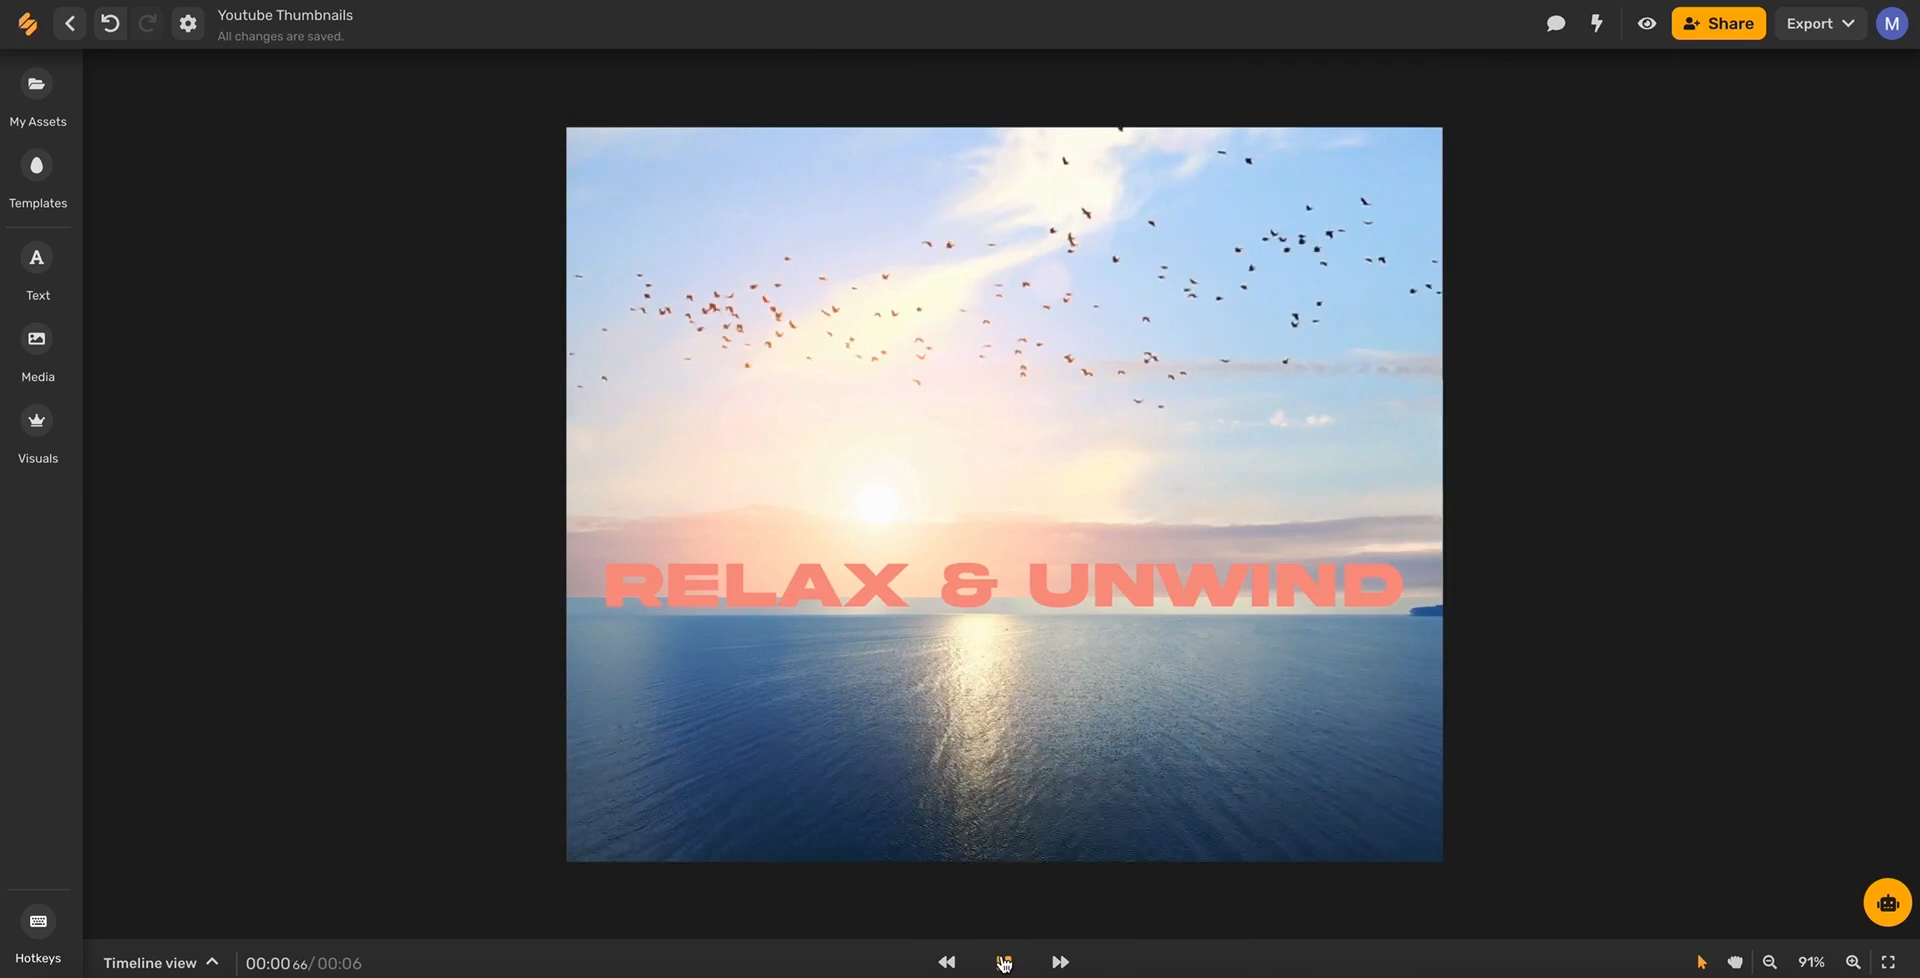 Youtube Thumbnails
All changes are saved.
Share
Export
M
My Assets
Templates
A
Text
Media
Visuals
RELAX & UNWIND
Hotkeys
Timeline view
00:00 66/00:06
91%